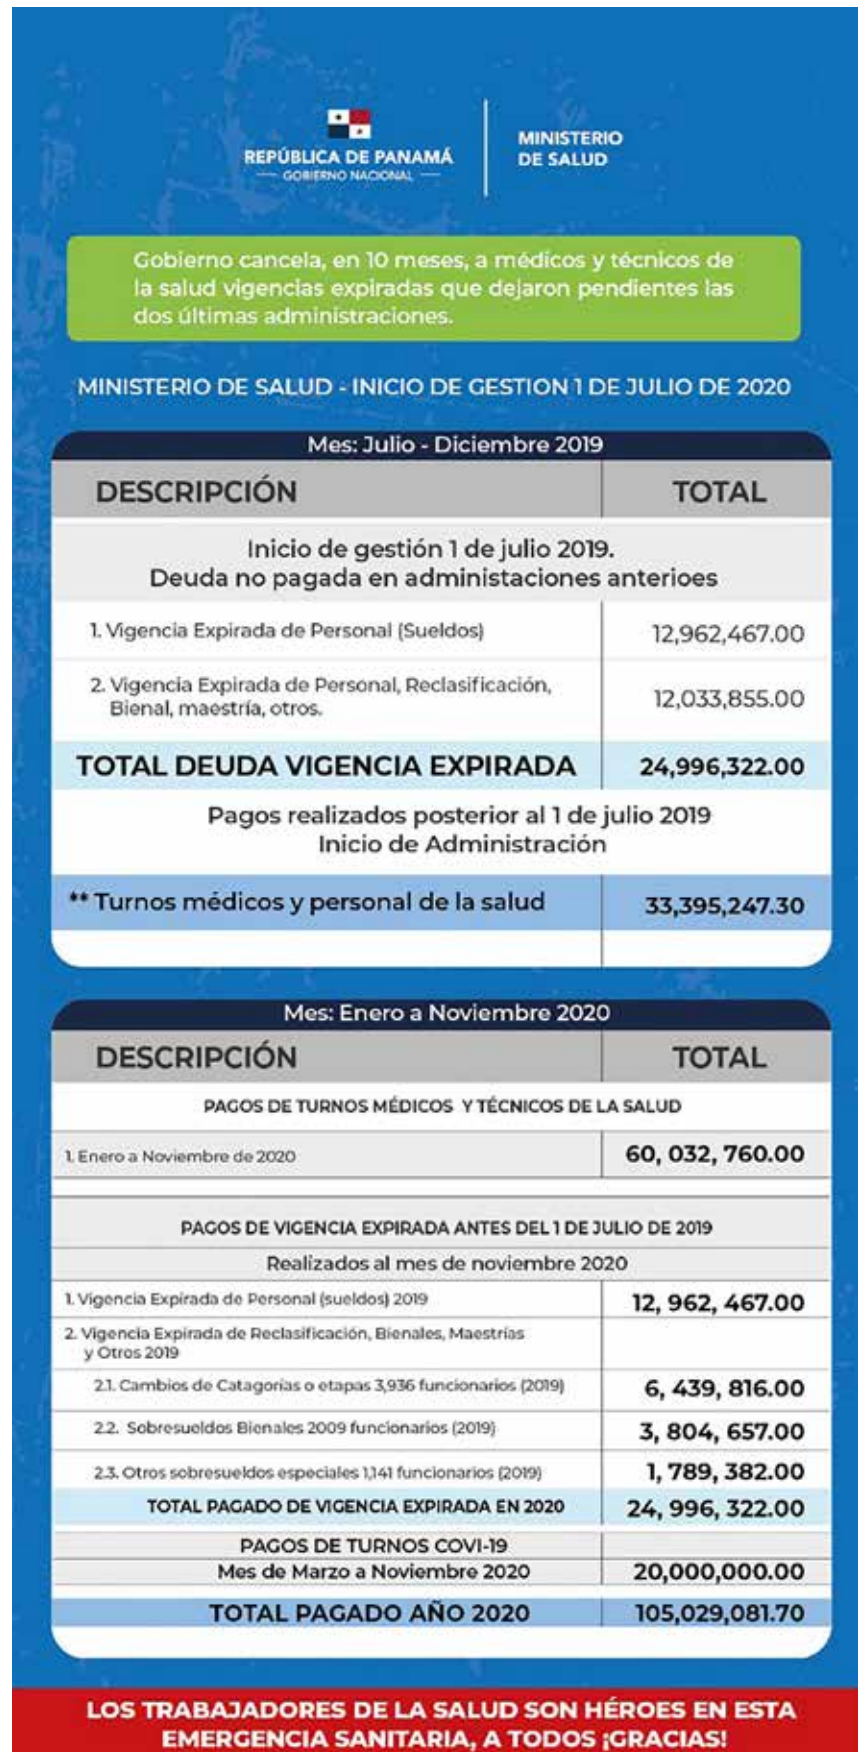 REPÚBLICA DE PANAMÁ
— GOBIERNO NACIONAL —
MINISTERIO
DE SALUD
Gobierno cancela, en 10 meses, a médicos y técnicos de
la salud vigencias expiradas que dejaron pendientes las
dos últimas administraciones.
MINISTERIO DE SALUD - INICIO DE GESTION 1 DE JULIO DE 2020
Mes: Julio - Diciembre 2019
DESCRIPCIÓN TOTAL
Inicio de gestión 1 de julio 2019.
Deuda no pagada en administaciones anterioes
1. Vigencia Expirada de Personal (Sueldos) 12,962,467.00
2. Vigencia Expirada de Personal, Reclasificación,
Bienal, maestría, otros. 12,033,855.00
TOTAL DEUDA VIGENCIA EXPIRADA 24,996,322.00
Pagos realizados posterior al 1 de julio 2019
Inicio de Administración
** Turnos médicos y personal de la salud 33,395,247.30
Mes: Enero a Noviembre 2020
DESCRIPCIÓN TOTAL
PAGOS DE TURNOS MÉDICOS Y TÉCNICOS DE LA SALUD
1. Enero a Noviembre de 2020 60, 032, 760.00
PAGOS DE VIGENCIA EXPIRADA ANTES DEL 1 DE JULIO DE 2019
Realizados al mes de noviembre 2020
1. Vigencia Expirada de Personal (sueldos) 2019 12, 962, 467.00
2. Vigencia Expirada de Reclasificación, Bienales, Maestrías
y Otros 2019
2.1. Cambios de Catagorías o etapas 3,936 funcionarios (2019) 6, 439, 816.00
2.2. Sobresueldos Bienales 2009 funcionarios (2019) 3, 804, 657.00
2.3. Otros sobresueldos especiales 1,141 funcionarios (2019) 1, 789, 382.00
TOTAL PAGADO DE VIGENCIA EXPIRADA EN 2020 24, 996, 322.00
PAGOS DE TURNOS COVI-19
Mes de Marzo a Noviembre 2020 20,000,000.00
TOTAL PAGADO AÑO 2020 105,029,081.70
LOS TRABAJADORES DE LA SALUD SON HÉROES EN ESTA
EMERGENCIA SANITARIA, A TODOS ¡GRACIAS!